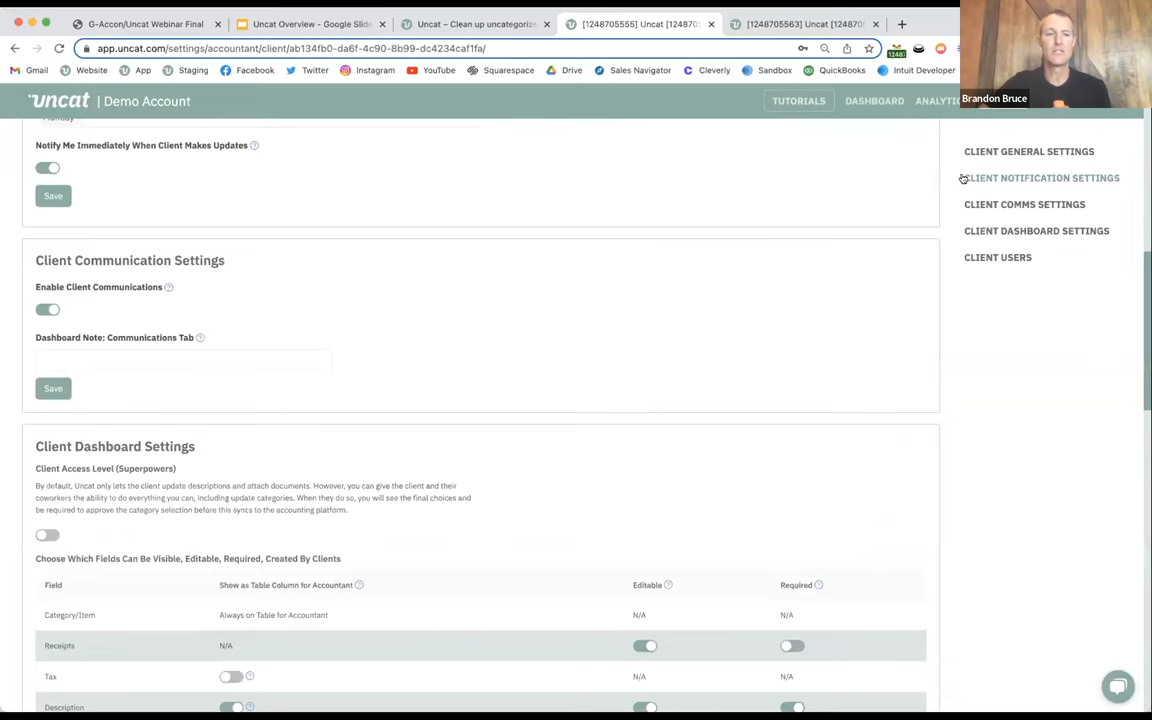 G-Accon/Uncat Webinar Final
Uncat Overview - Google Slid
Uncat – Clean up uncategoriz
[1248705555] Uncat [124870
[1248705563] Uncat [1248705
app.uncat.com/settings/accountant/client/ab134fb0-da6f-4c90-8b99-dc4234caf1fa/
12487
Gmail
Website
App
Staging
Facebook
Twitter
Instagram
YouTube
Squarespace
Drive
Sales Navigator
Cleverly
Sandbox
QuickBooks
Intuit Developer
Brandon Bruce
uncat | Demo Account
TUTORIALS
DASHBOARD
ANALYTIC
Monday
Notify Me Immediately When Client Makes Updates
Save
CLIENT GENERAL SETTINGS
CLIENT NOTIFICATION SETTINGS
CLIENT COMMS SETTINGS
CLIENT DASHBOARD SETTINGS
CLIENT USERS
Client Communication Settings
Enable Client Communications
Dashboard Note: Communications Tab
Save
Client Dashboard Settings
Client Access Level (Superpowers)
By default, Uncat only lets the client update descriptions and attach documents. However, you can give the client and their
coworkers the ability to do everything you can, including update categories. When they do so, you will see the final choices and
be required to approve the category selection before this syncs to the accounting platform.
Choose Which Fields Can Be Visible, Editable, Required, Created By Clients
Field Show as Table Column for Accountant Editable Required
Category/Item Always on Table for Accountant N/A N/A
Receipts N/A
Tax N/A N/A
Description